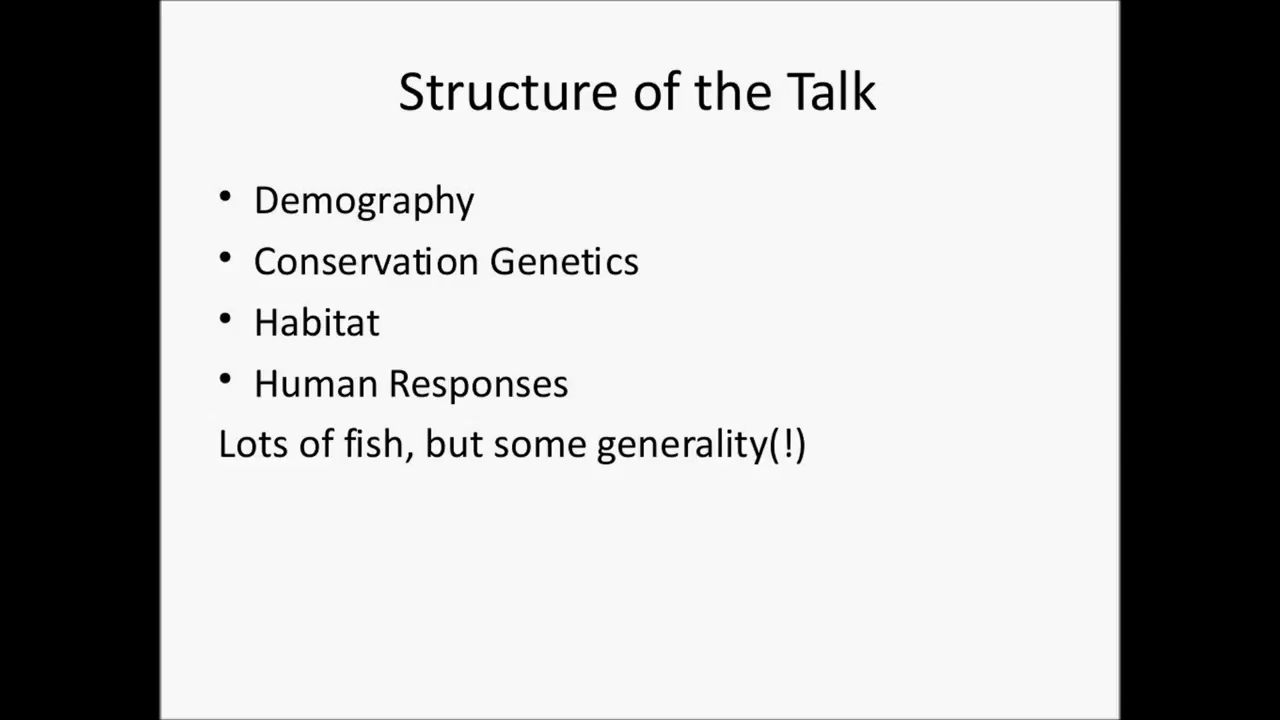 Structure of the Talk
• Demography
• Conservation Genetics
• Habitat
• Human Responses
Lots of fish, but some generality(!)